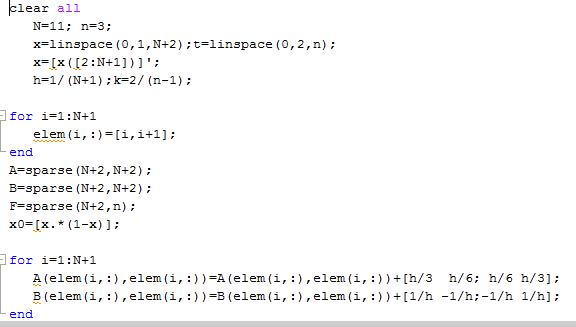 clear all
N=11; n=3;
x=linspace(0,1,N+2);t=linspace(0,2,n);
x=[x([2:N+1])]';
h=1/(N+1);k=2/(n-1);
for i=1:N+1
elem(i,:)=[i,i+1];
end
A=sparse(N+2,N+2);
B=sparse(N+2,N+2);
F=sparse(N+2,n);
x0=[x.*(1-x)];
for i=1:N+1
A(elem(i,:),elem(i,:))=A(elem(i,:),elem(i,:))+[h/3  h/6; h/6 h/3];
B(elem(i,:),elem(i,:))=B(elem(i,:),elem(i,:))+[1/h -1/h;-1/h 1/h];
end